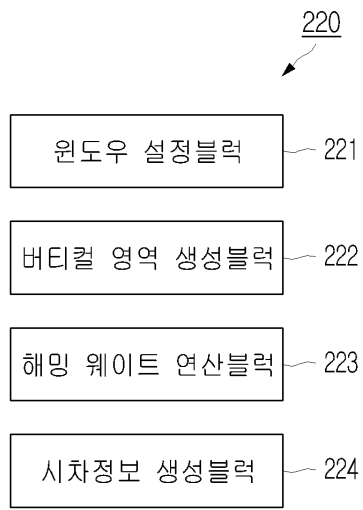 220
윈도우 설정블럭 221
버티컬 영역 생성블럭 222
해밍 웨이트 연산블럭 223
시차정보 생성블럭 224